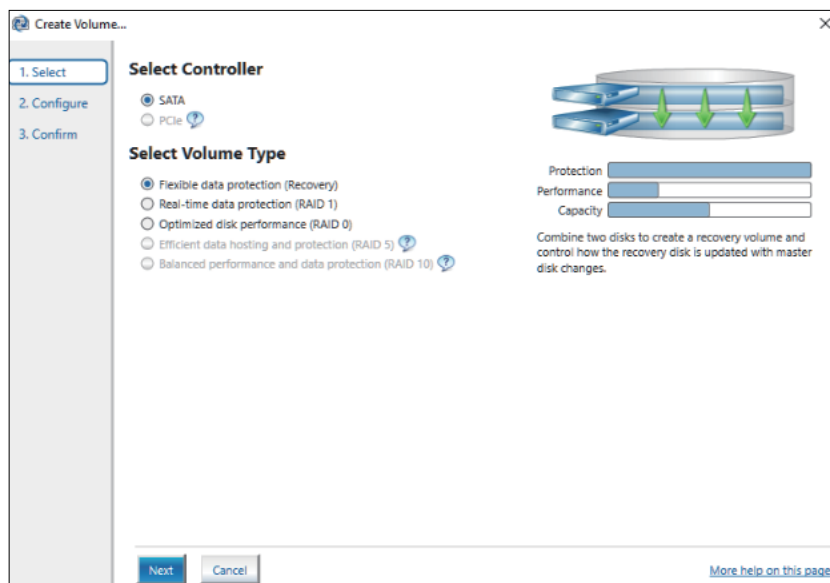 Create Volume...
1. Select
2. Configure
3. Confirm
Select Controller
SATA
PCIe ?
Select Volume Type
Flexible data protection (Recovery)
Real-time data protection (RAID 1)
Optimized disk performance (RAID 0)
Efficient data hosting and protection (RAID 5) ?
Balanced performance and data protection (RAID 10) ?
Protection
Performance
Capacity
Combine two disks to create a recovery volume and
control how the recovery disk is updated with master
disk changes.
Next
Cancel
More help on this page